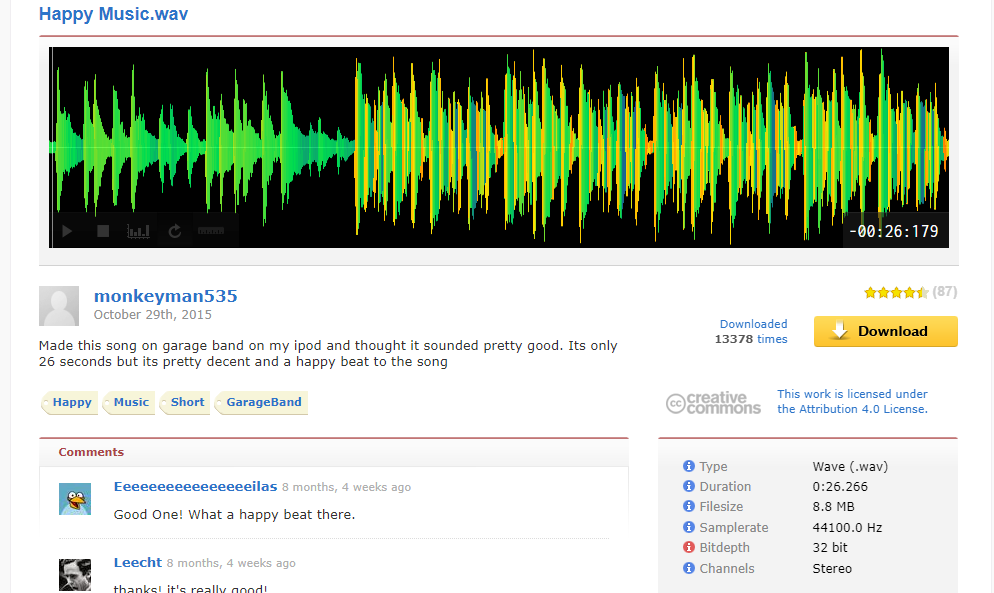 Happy Music.wav
-00:26:179
monkeyman535
October 29th, 2015
(87)
Downloaded
13378 times
Download
Made this song on garage band on my ipod and thought it sounded pretty good. Its only
26 seconds but its pretty decent and a happy beat to the song
Happy
Music
Short
GarageBand
cc creative commons
This work is licensed under
the Attribution 4.0 License.
Comments
Eeeeeeeeeeeeeeeeilas 8 months, 4 weeks ago
Good One! What a happy beat there.
Leecht 8 months, 4 weeks ago
thanks! it's really good!
Type Wave (.wav)
Duration 0:26.266
Filesize 8.8 MB
Samplerate 44100.0 Hz
Bitdepth 32 bit
Channels Stereo